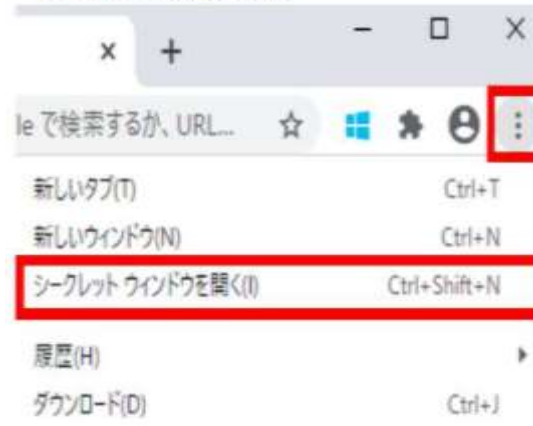 le で検索するか、URL...
新しいタブ(T) Ctrl+T
新しいウィンドウ(N) Ctrl+N
シークレット ウィンドウを開く(I) Ctrl+Shift+N
履歴(H)
ダウンロード(D) Ctrl+J